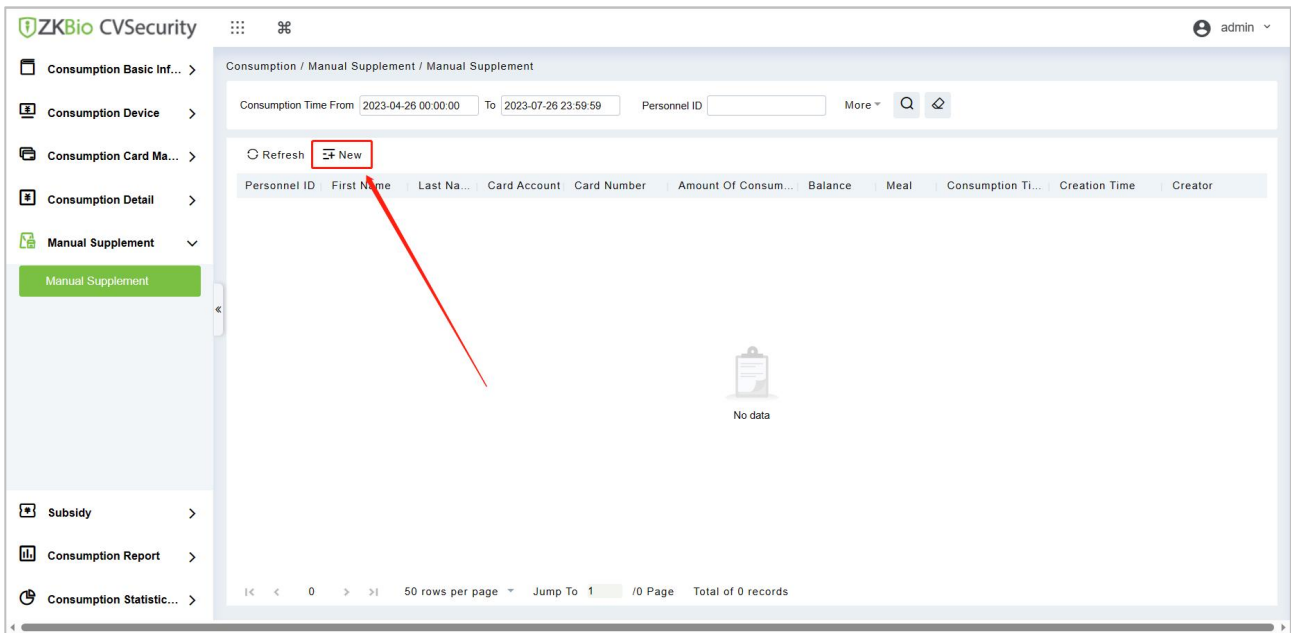 ZKBio CVSecurity
admin
Consumption Basic Inf...
Consumption Device
Consumption Card Ma...
Consumption Detail
Manual Supplement
Manual Supplement
Subsidy
Consumption Report
Consumption Statistic...
Consumption / Manual Supplement / Manual Supplement
Consumption Time From 2023-04-26 00:00:00 To 2023-07-26 23:59:59 Personnel ID More
Refresh New
Personnel ID First Name Last Na... Card Account Card Number Amount Of Consum... Balance Meal Consumption Ti... Creation Time Creator
No data
0 50 rows per page Jump To 1 /0 Page Total of 0 records